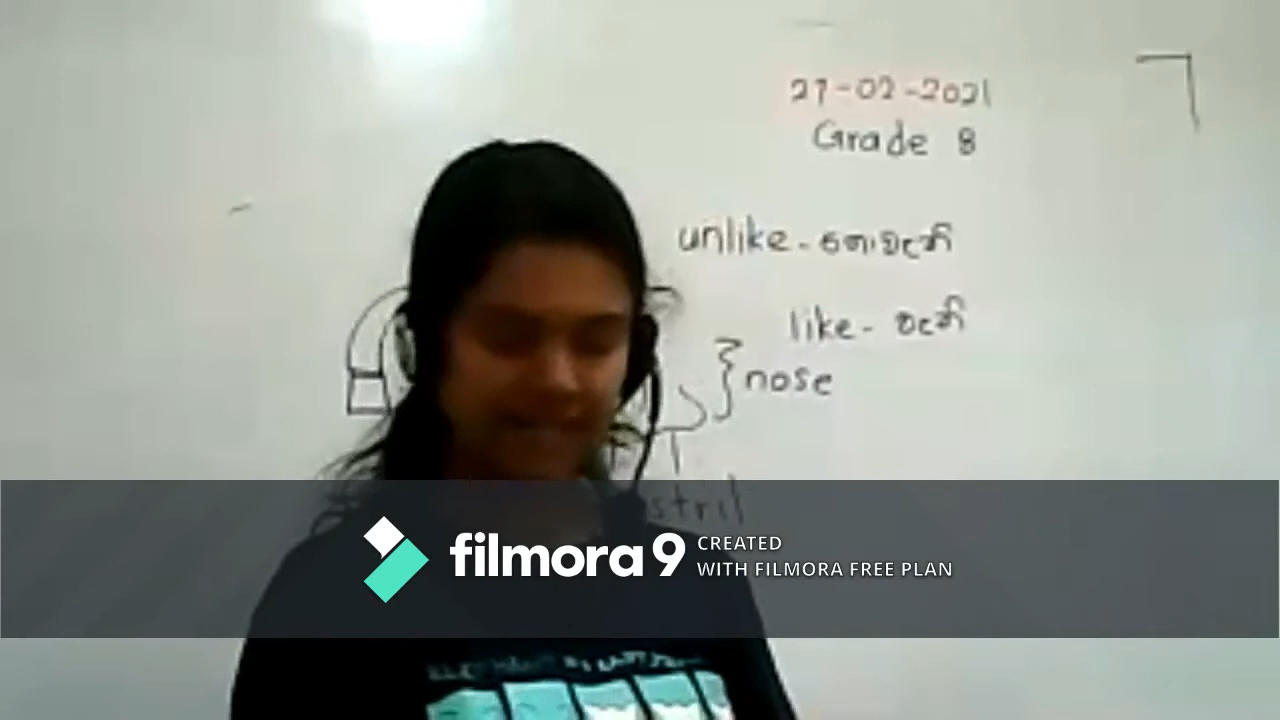 27-02-2021
Grade 8
unlike - නොවැනි
like - වැනි
nose
filmora9
CREATED
WITH FILMORA FREE PLAN